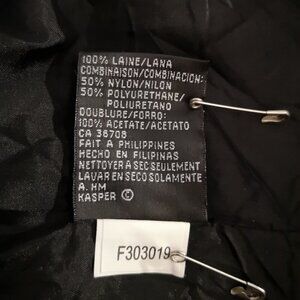 100% LAINE/LANA
COMBINAISON/COMBINACION:
50% NYLON/NILON
50% POLYURETHANE/
POLIURETANO
DOUBLURE/FORRO:
100% ACETATE/ACETATO
CA 36708
FAIT A PHILIPPINES
HECHO EN FILIPINAS
NETTOYER A SEC SEULEMENT
LAVAR EN SECO SOLAMENTE
A. HM
KASPER ©
F303019